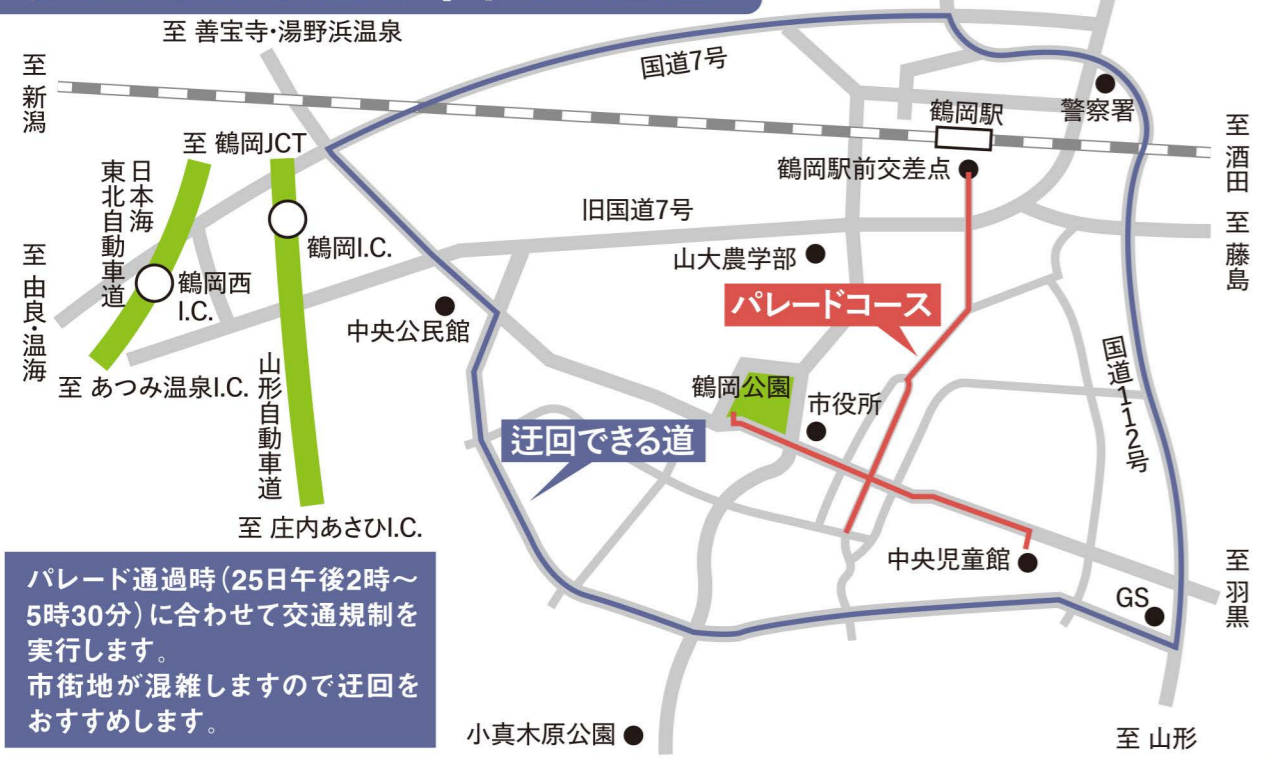 至 善宝寺・湯野浜温泉
国道7号
至 新潟
警察署
鶴岡駅
至 鶴岡JCT
鶴岡駅前交差点
至 酒田
日本海
東北自動車道
旧国道7号
至 藤島
鶴岡I.C.
山大農学部
至 由良・温海
鶴岡西
I.C.
パレードコース
中央公民館
国道112号
山形自動車道
至 あつみ温泉I.C.
鶴岡公園
市役所
迂回できる道
至 庄内あさひI.C.
中央児童館
至 羽黒
GS
パレード通過時(25日午後2時〜
5時30分)に合わせて交通規制を
実行します。
市街地が混雑しますので迂回を
おすすめします。
小真木原公園
至 山形